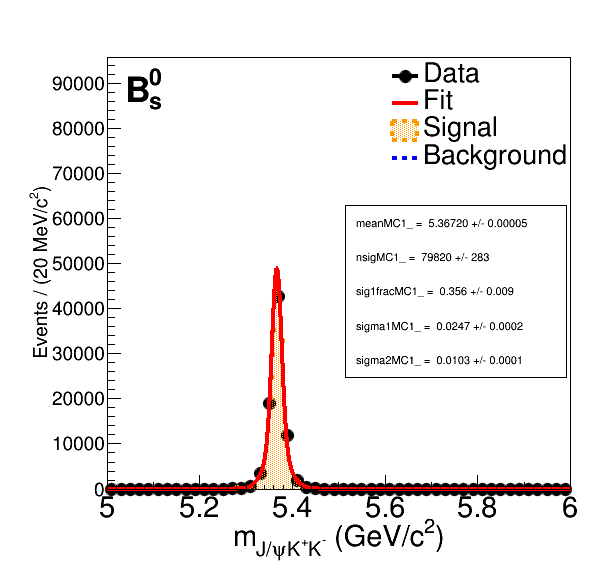 B⁰ₛ
Data
Fit
Signal
Background
90000
80000
70000
60000
50000
40000
30000
20000
10000
0
Events / (20 MeV/c²)
meanMC1_ = 5.36720 +/- 0.00005
nsigMC1_ = 79820 +/- 283
sig1fracMC1_ = 0.356 +/- 0.009
sigma1MC1_ = 0.0247 +/- 0.0002
sigma2MC1_ = 0.0103 +/- 0.0001
5 5.2 5.4 5.6 5.8 6
m J/ψK⁺K⁻ (GeV/c²)